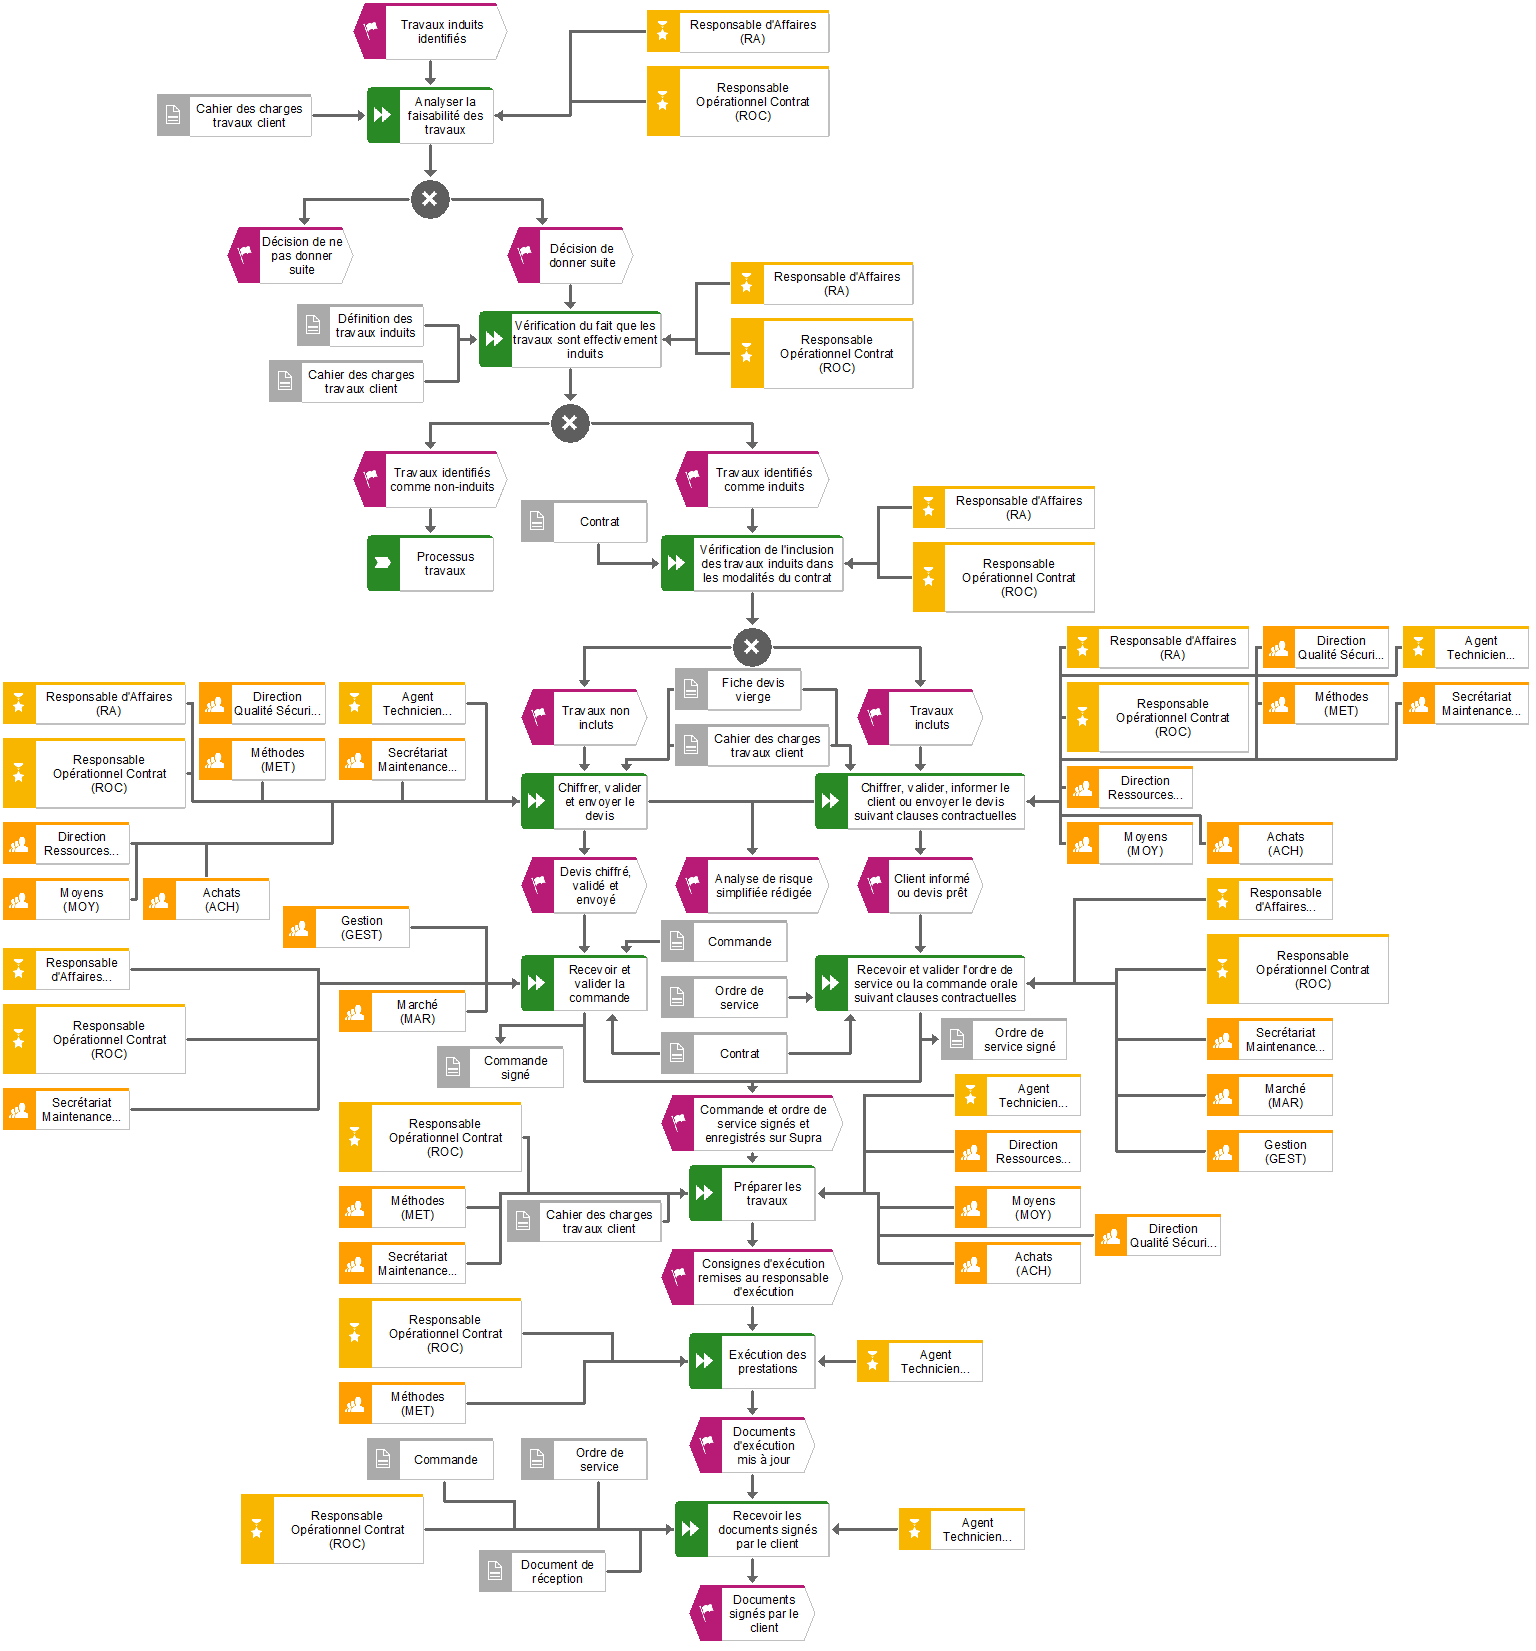 Travaux induits
identifiés
Responsable d'Affaires
(RA)
Responsable
Opérationnel Contrat
(ROC)
Cahier des charges
travaux client
Analyser la
faisabilité des
travaux
Décision de ne
pas donner
suite
Décision de
donner suite
Responsable d'Affaires
(RA)
Responsable
Opérationnel Contrat
(ROC)
Définition des
travaux induits
Cahier des charges
travaux client
Vérification du fait que les
travaux sont effectivement
induits
Travaux identifiés
comme non-induits
Travaux identifiés
comme induits
Processus
travaux
Contrat
Vérification de l'inclusion
des travaux induits dans
les modalités du contrat
Responsable d'Affaires
(RA)
Responsable
Opérationnel Contrat
(ROC)
Responsable d'Affaires
(RA)
Direction
Qualité Sécuri...
Agent
Technicien...
Responsable
Opérationnel Contrat
(ROC)
Méthodes
(MET)
Secrétariat
Maintenance...
Direction
Ressources...
Moyens
(MOY)
Achats
(ACH)
Travaux non
incluts
Fiche devis
vierge
Cahier des charges
travaux client
Travaux
incluts
Responsable d'Affaires
(RA)
Direction
Qualité Sécuri...
Agent
Technicien...
Responsable
Opérationnel Contrat
(ROC)
Méthodes
(MET)
Secrétariat
Maintenance...
Direction
Ressources...
Moyens
(MOY)
Achats
(ACH)
Chiffrer, valider
et envoyer le
devis
Chiffrer, valider, informer le
client ou envoyer le devis
suivant clauses contractuelles
Devis chiffré,
validé et
envoyé
Analyse de risque
simplifiée rédigée
Client informé
ou devis prêt
Gestion
(GEST)
Responsable
d'Affaires...
Marché
(MAR)
Responsable
Opérationnel Contrat
(ROC)
Secrétariat
Maintenance...
Recevoir et
valider la
commande
Commande
Ordre de
service
Contrat
Recevoir et valider l'ordre de
service ou la commande orale
suivant clauses contractuelles
Responsable
d'Affaires...
Responsable
Opérationnel Contrat
(ROC)
Secrétariat
Maintenance...
Marché
(MAR)
Gestion
(GEST)
Commande
signé
Ordre de
service signé
Commande et ordre de
service signés et
enregistrés sur Supra
Responsable
Opérationnel Contrat
(ROC)
Méthodes
(MET)
Secrétariat
Maintenance...
Cahier des charges
travaux client
Préparer les
travaux
Agent
Technicien...
Direction
Ressources...
Moyens
(MOY)
Direction
Qualité Sécuri...
Achats
(ACH)
Consignes d'exécution
remises au responsable
d'exécution
Responsable
Opérationnel Contrat
(ROC)
Méthodes
(MET)
Exécution des
prestations
Agent
Technicien...
Documents
d'exécution
mis à jour
Commande
Ordre de
service
Responsable
Opérationnel Contrat
(ROC)
Document de
réception
Recevoir les
documents signés
par le client
Agent
Technicien...
Documents
signés par le
client